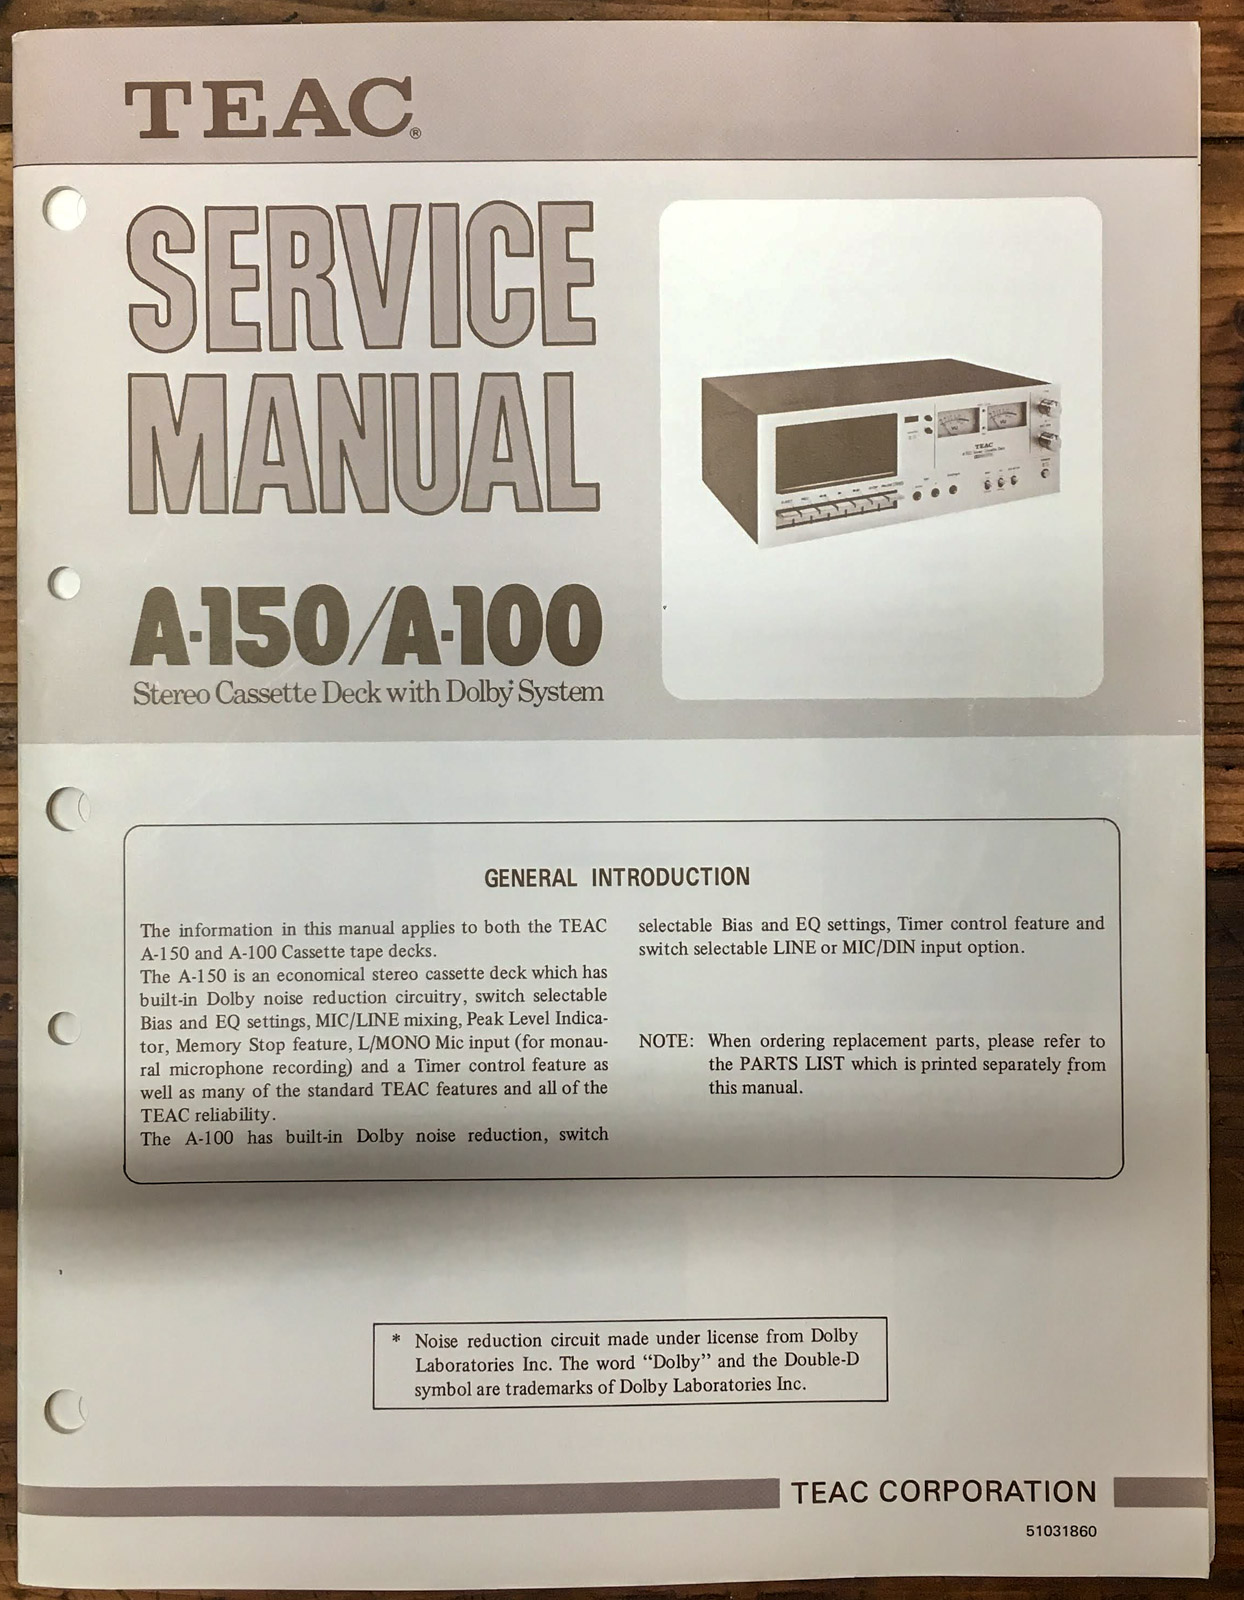 TEAC®
SERVICE
MANUAL
A-150/A-100
Stereo Cassette Deck with Dolby* System
TEAC
GENERAL INTRODUCTION
The information in this manual applies to both the TEAC
A-150 and A-100 Cassette tape decks.
The A-150 is an economical stereo cassette deck which has
built-in Dolby noise reduction circuitry, switch selectable
Bias and EQ settings, MIC/LINE mixing, Peak Level Indica-
tor, Memory Stop feature, L/MONO Mic input (for monau-
ral microphone recording) and a Timer control feature as
well as many of the standard TEAC features and all of the
TEAC reliability.
The A-100 has built-in Dolby noise reduction, switch
selectable Bias and EQ settings, Timer control feature and
switch selectable LINE or MIC/DIN input option.
NOTE: When ordering replacement parts, please refer to
the PARTS LIST which is printed separately from
this manual.
* Noise reduction circuit made under license from Dolby
Laboratories Inc. The word “Dolby” and the Double-D
symbol are trademarks of Dolby Laboratories Inc.
TEAC CORPORATION
51031860